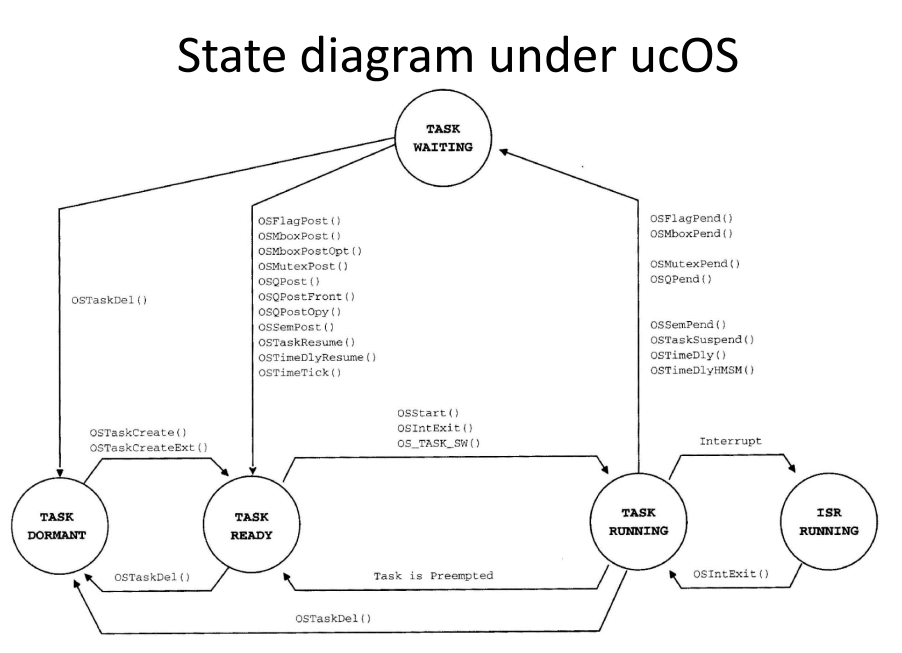 State diagram under ucOS
TASK
WAITING
OSFlagPost()
OSMboxPost()
OSMboxPostOpt()
OSMutexPost()
OSQPost()
OSQPostFront()
OSQPostOpy()
OSSemPost()
OSTaskResume()
OSTimeDlyResume()
OSTimeTick()
OSFlagPend()
OSMboxPend()
OSMutexPend()
OSQPend()
OSSemPend()
OSTaskSuspend()
OSTimeDly()
OSTimeDlyHMSM()
OSTaskDel()
OSTaskCreate()
OSTaskCreateExt()
OSStart()
OSIntExit()
OS_TASK_SW()
Interrupt
TASK
DORMANT
TASK
READY
TASK
RUNNING
ISR
RUNNING
OSTaskDel()
Task is Preempted
OSIntExit()
OSTaskDel()